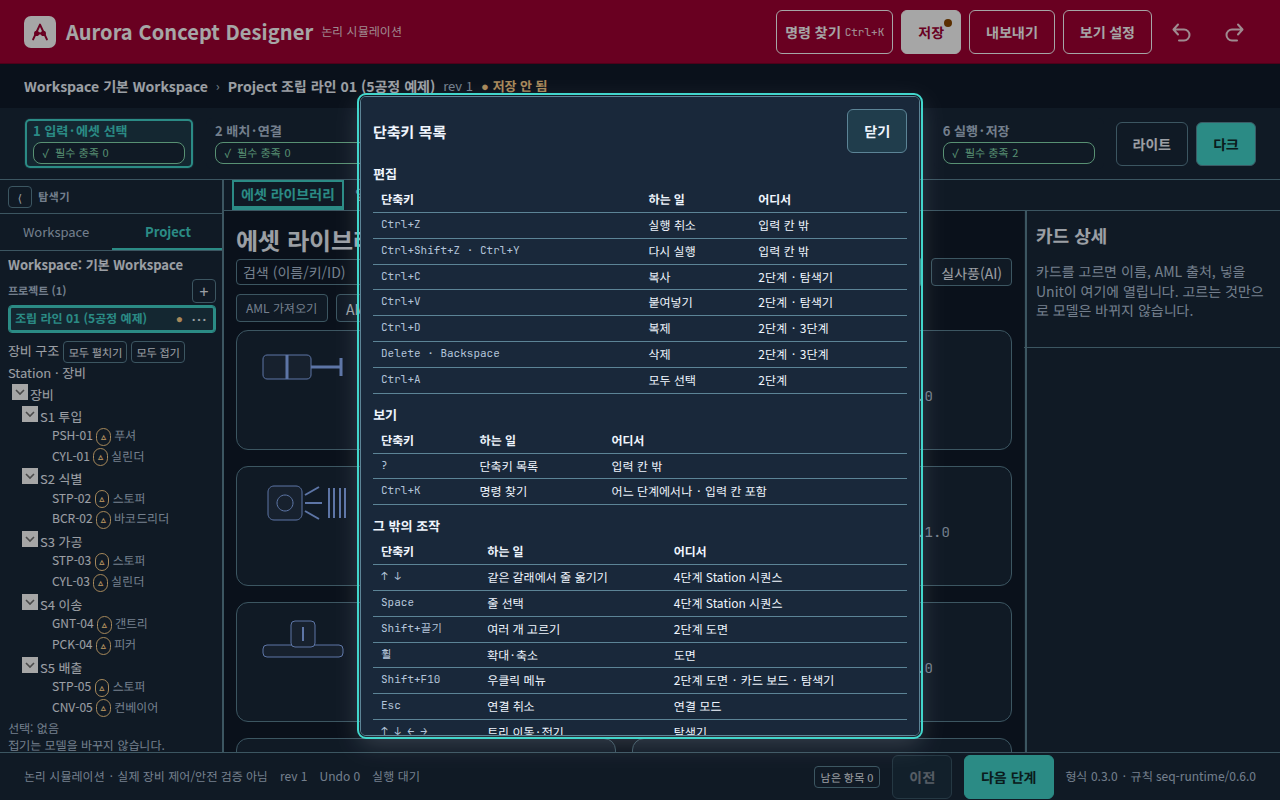 Aurora Concept Designer 논리 시뮬레이션
명령 찾기 Ctrl+K
저장
내보내기
보기 설정
Workspace 기본 Workspace › Project 조립 라인 01 (5공정 예제) rev 1 ● 저장 안 됨
1 입력·에셋 선택
✓ 필수 충족 0
2 배치·연결
✓ 필수 충족 0
6 실행·저장
✓ 필수 충족 2
라이트
다크
탐색기
Workspace
Project
Workspace: 기본 Workspace
프로젝트 (1)
+
조립 라인 01 (5공정 예제) ● ···
장비 구조 모두 펼치기 모두 접기
Station · 장비
장비
S1 투입
PSH-01 푸셔
CYL-01 실린더
S2 식별
STP-02 스토퍼
BCR-02 바코드리더
S3 가공
STP-03 스토퍼
CYL-03 실린더
S4 이송
GNT-04 갠트리
PCK-04 피커
S5 배출
STP-05 스토퍼
CNV-05 컨베이어
선택: 없음
접기는 모델을 바꾸지 않습니다.
에셋 라이브러리
에셋 라이브
검색 (이름/키/ID)
AML 가져오기
실사풍(AI)
.0
1.0
.0
단축키 목록
닫기
편집
단축키 하는 일 어디서
Ctrl+Z 실행 취소 입력 칸 밖
Ctrl+Shift+Z · Ctrl+Y 다시 실행 입력 칸 밖
Ctrl+C 복사 2단계 · 탐색기
Ctrl+V 붙여넣기 2단계 · 탐색기
Ctrl+D 복제 2단계 · 3단계
Delete · Backspace 삭제 2단계 · 3단계
Ctrl+A 모두 선택 2단계
보기
단축키 하는 일 어디서
? 단축키 목록 입력 칸 밖
Ctrl+K 명령 찾기 어느 단계에서나 · 입력 칸 포함
그 밖의 조작
단축키 하는 일 어디서
↑ ↓ 같은 갈래에서 줄 옮기기 4단계 Station 시퀀스
Space 줄 선택 4단계 Station 시퀀스
Shift+끌기 여러 개 고르기 2단계 도면
휠 확대·축소 도면
Shift+F10 우클릭 메뉴 2단계 도면 · 카드 보드 · 탐색기
Esc 연결 취소 연결 모드
↑ ↓ ← → 트리 이동·접기 탐색기
카드 상세
카드를 고르면 이름, AML 출처, 넣을
Unit이 여기에 열립니다. 고르는 것만으
로 모델은 바뀌지 않습니다.
논리 시뮬레이션 · 실제 장비 제어/안전 검증 아님 rev 1 Undo 0 실행 대기
남은 항목 0
이전
다음 단계
형식 0.3.0 · 규칙 seq-runtime/0.6.0